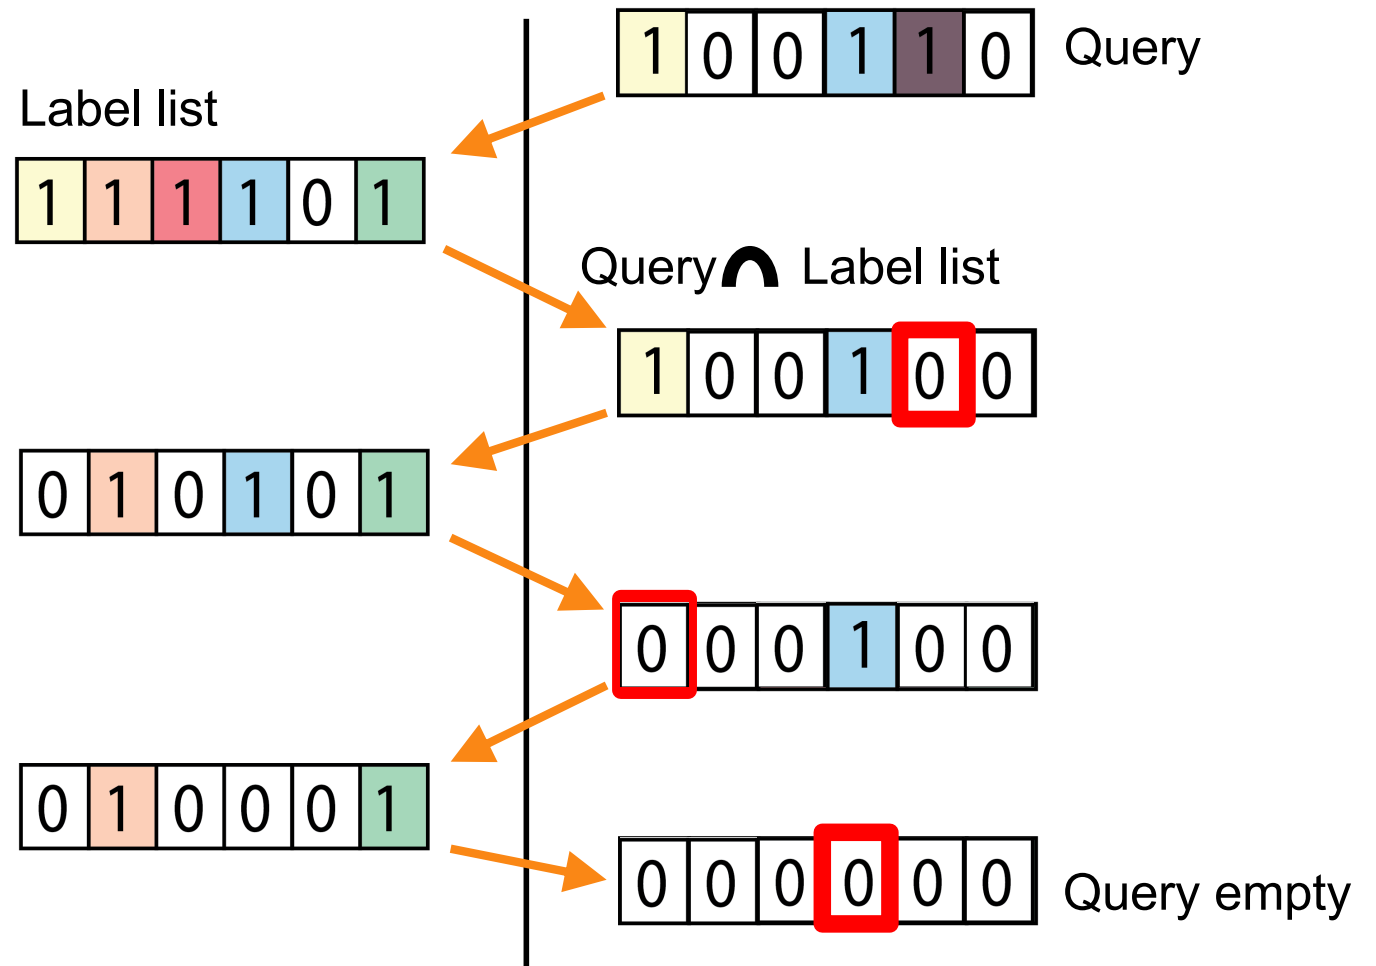 1 0 0 1 1 0 Query
Label list
1 1 1 1 0 1
Query ∩ Label list
1 0 0 1 0 0
0 1 0 1 0 1
0 0 0 1 0 0
0 1 0 0 0 1
0 0 0 0 0 0 Query empty